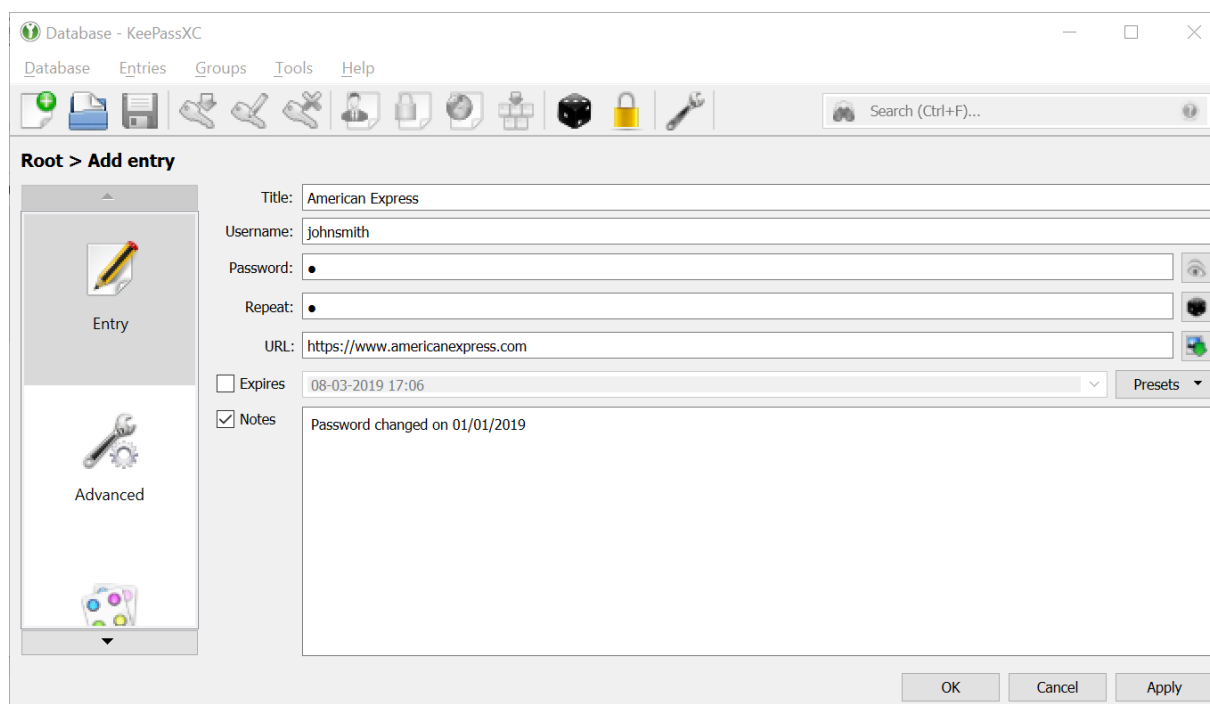 Database - KeePassXC
Database Entries Groups Tools Help
Search (Ctrl+F)...
Root > Add entry
Title: American Express
Username: johnsmith
Password: ●
Repeat: ●
URL: https://www.americanexpress.com
Expires 08-03-2019 17:06 Presets
Notes Password changed on 01/01/2019
Entry
Advanced
OK Cancel Apply